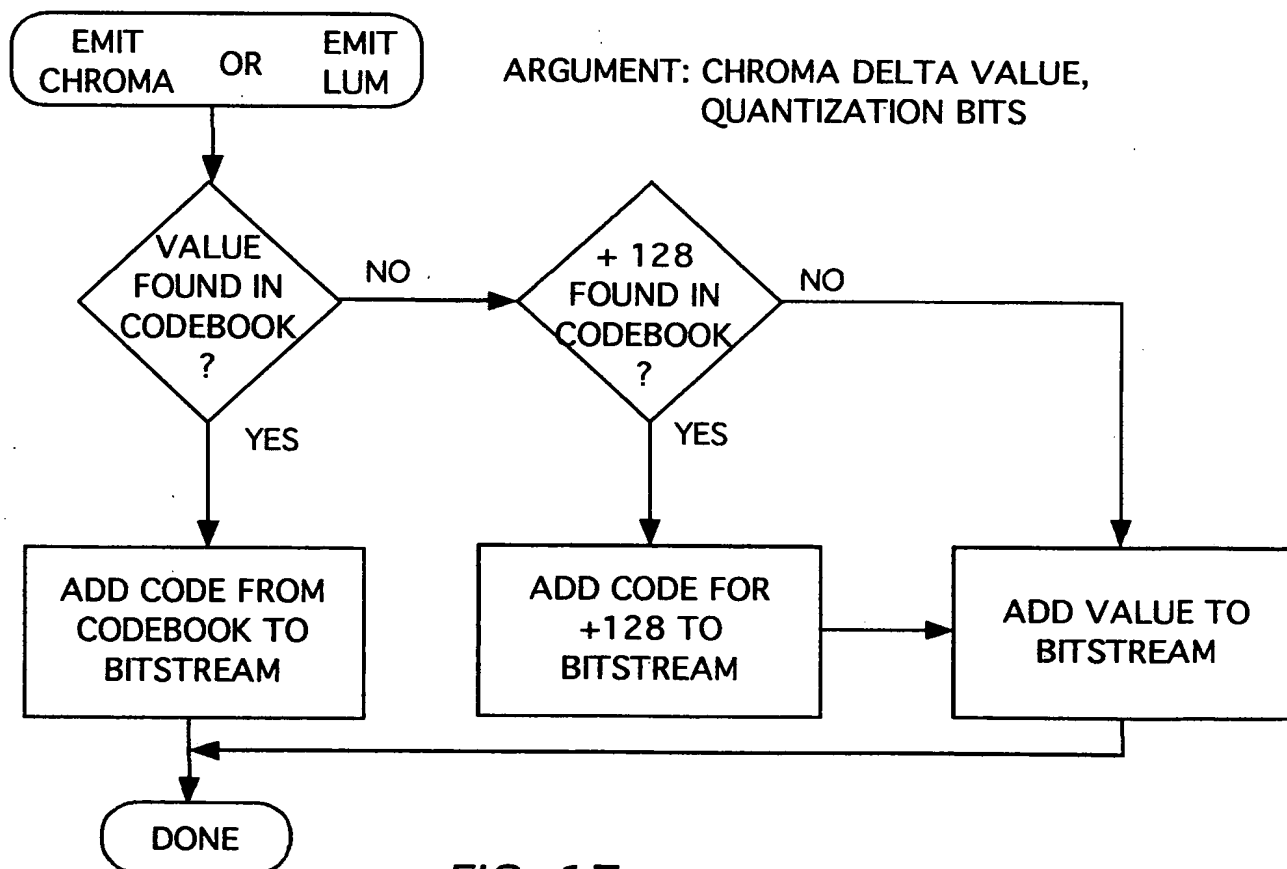 EMIT CHROMA OR EMIT LUM
ARGUMENT: CHROMA DELTA VALUE,
QUANTIZATION BITS
VALUE
FOUND IN
CODEBOOK
?
NO
+ 128
FOUND IN
CODEBOOK
?
NO
YES
YES
ADD CODE FROM
CODEBOOK TO
BITSTREAM
ADD CODE FOR
+128 TO
BITSTREAM
ADD VALUE TO
BITSTREAM
DONE